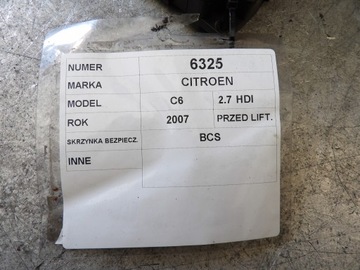 NUMER 6325
MARKA CITROEN
MODEL C6 2.7 HDI
ROK 2007 PRZED LIFT.
SKRZYNKA BEZPIECZ. BCS
INNE